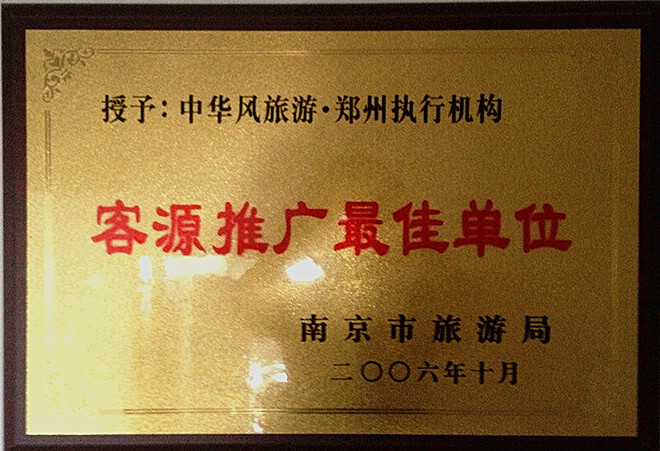 授予：中华风旅游·郑州执行机构
客源推广最佳单位
南京市旅游局
二〇〇六年十月